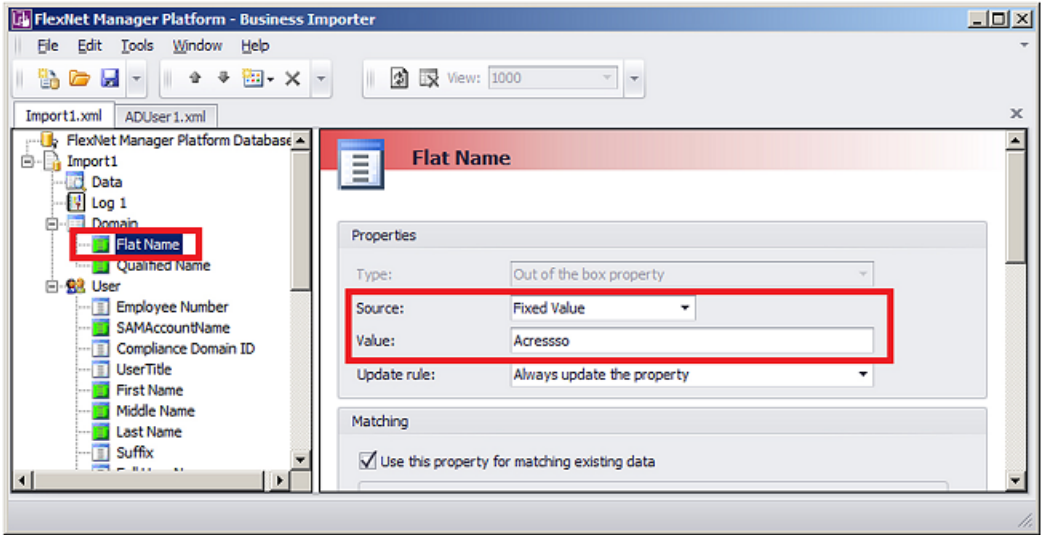 FlexNet Manager Platform - Business Importer
File Edit Tools Window Help
View: 1000
Import1.xml ADUser1.xml
FlexNet Manager Platform Database
Import1
Data
Log 1
Domain
Flat Name
Qualified Name
User
Employee Number
SAMAccountName
Compliance Domain ID
UserTitle
First Name
Middle Name
Last Name
Suffix
Flat Name
Properties
Type: Out of the box property
Source: Fixed Value
Value: Acressso
Update rule: Always update the property
Matching
Use this property for matching existing data